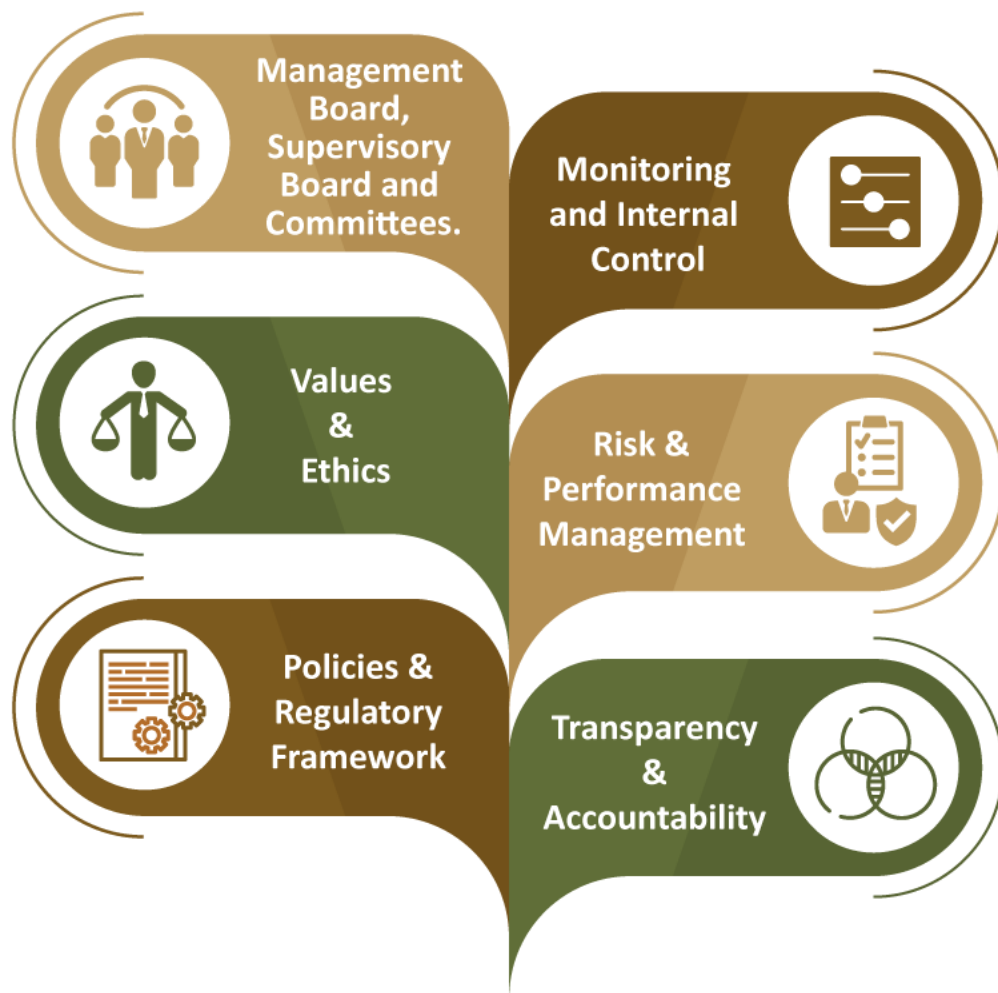 Management
Board,
Supervisory
Board and
Committees.
Monitoring
and Internal
Control
Values
&
Ethics
Risk &
Performance
Management
Policies &
Regulatory
Framework
Transparency
&
Accountability